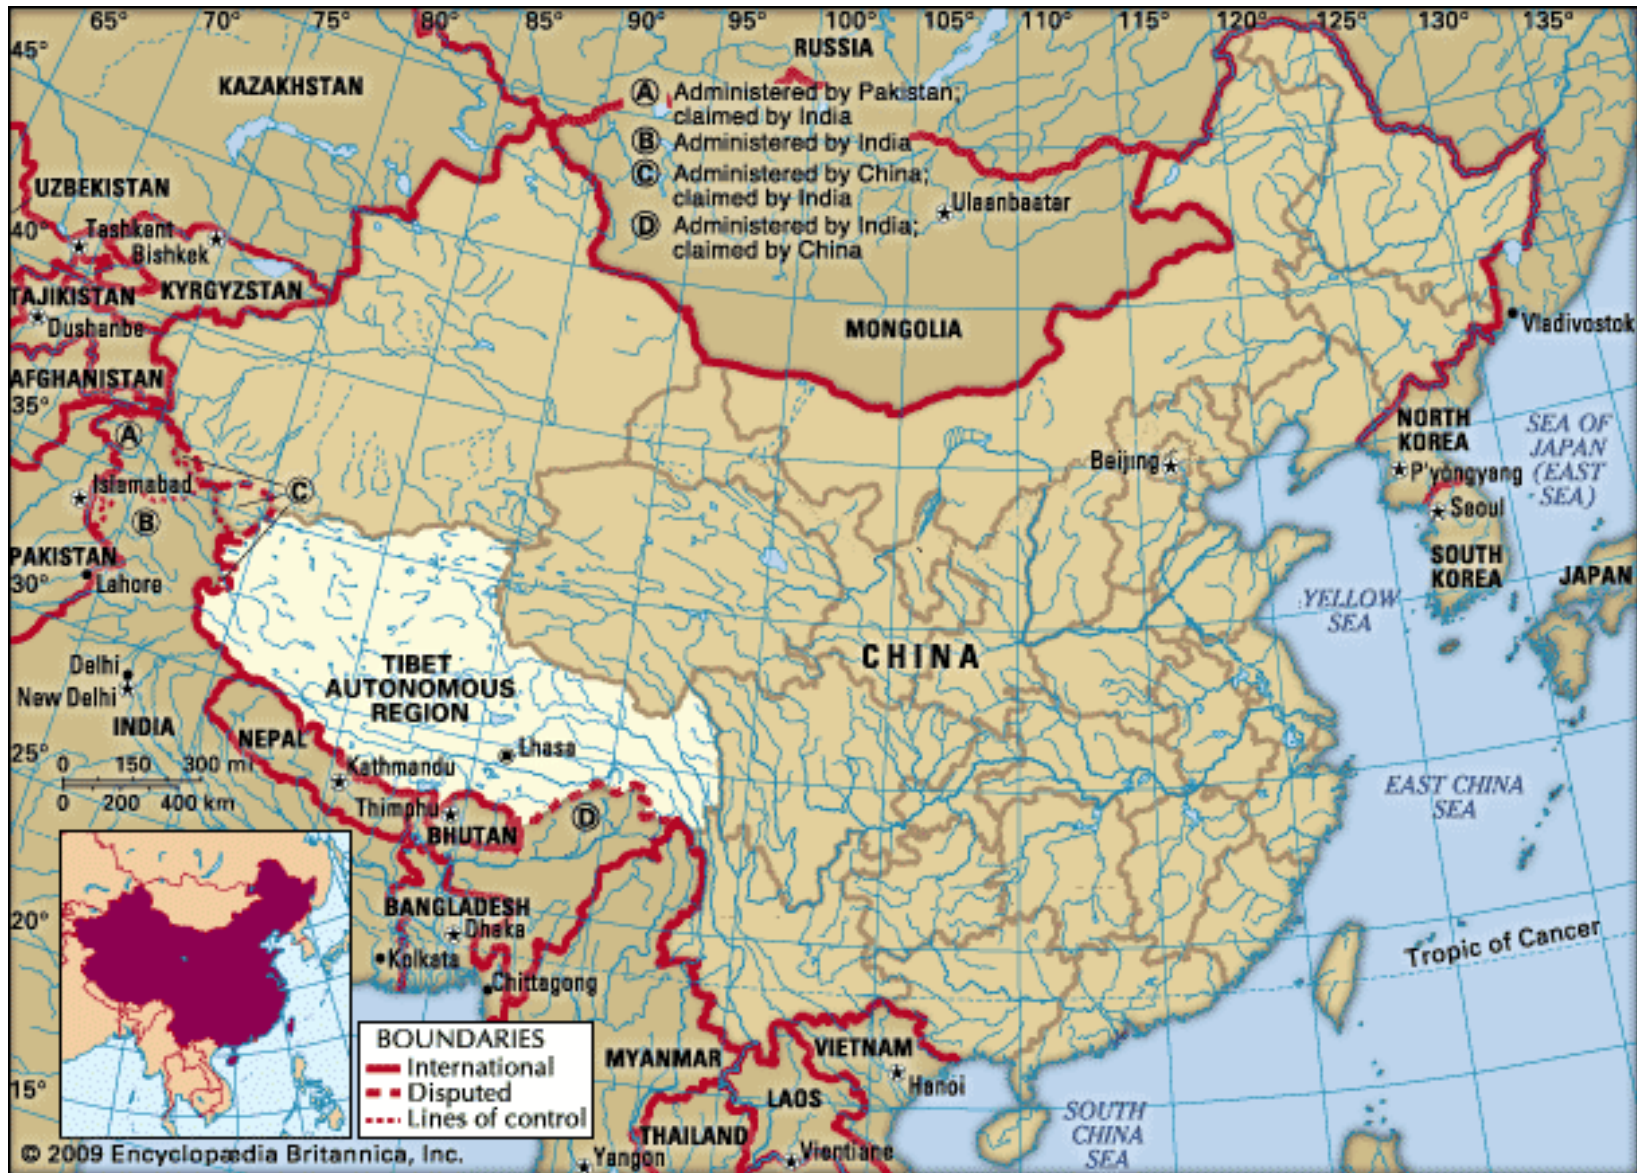 65°
70°
75°
80°
85°
90°
95°
100°
105°
110°
115°
120°
125°
130°
135°
45°
40°
35°
30°
25°
20°
15°
RUSSIA
KAZAKHSTAN
A Administered by Pakistan;
claimed by India
B Administered by India
C Administered by China;
claimed by India
D Administered by India;
claimed by China
Ulaanbaatar
UZBEKISTAN
Tashkent
Bishkek
TAJIKISTAN
KYRGYZSTAN
Dushanbe
MONGOLIA
Vladivostok
AFGHANISTAN
A
NORTH
KOREA
P'yŏngyang
SEA OF
JAPAN
(EAST
SEA)
Beijing
Islamabad
C
B
Seoul
SOUTH
KOREA
JAPAN
PAKISTAN
Lahore
YELLOW
SEA
CHINA
Delhi
New Delhi
INDIA
TIBET
AUTONOMOUS
REGION
NEPAL
Lhasa
Kathmandu
0 150 300 mi
0 200 400 km
Thimphu
BHUTAN
D
EAST CHINA
SEA
BANGLADESH
Dhaka
Kolkata
Chittagong
Tropic of Cancer
BOUNDARIES
International
Disputed
Lines of control
MYANMAR
VIETNAM
Hanoi
LAOS
THAILAND
Vientiane
Yangon
SOUTH
CHINA
SEA
© 2009 Encyclopædia Britannica, Inc.